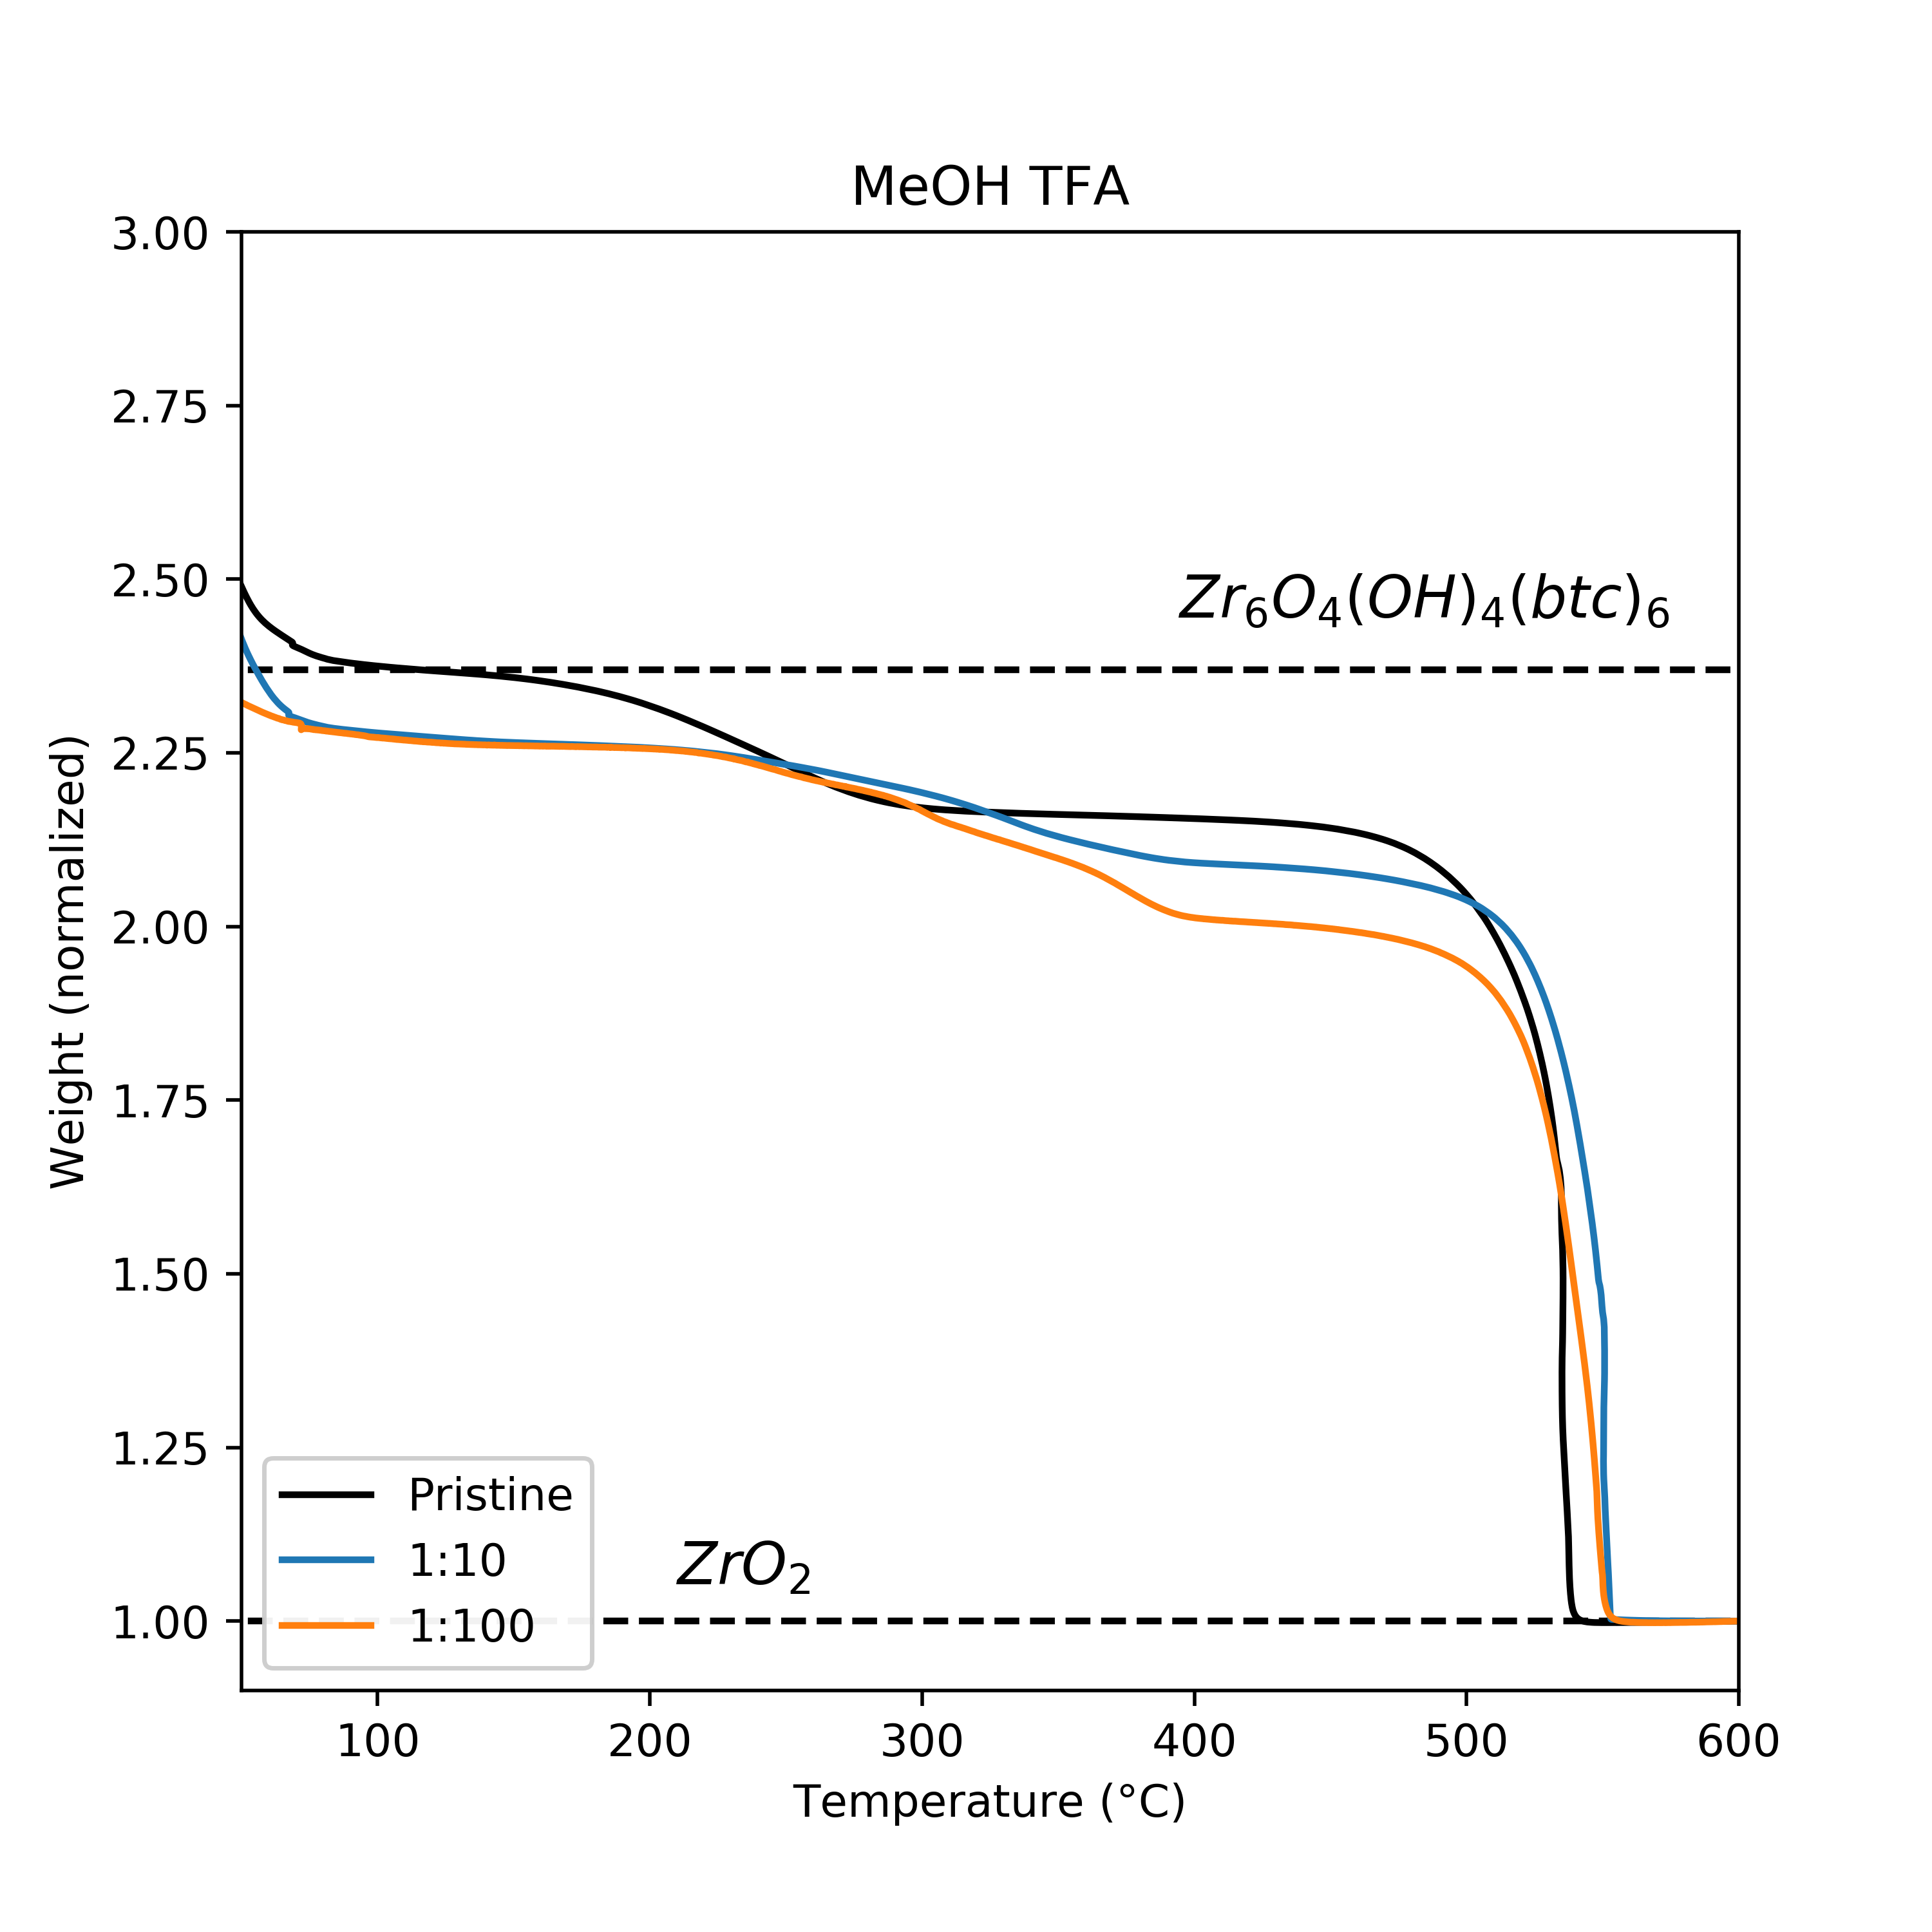 MeOH TFA
3.00
2.75
2.50
2.25
2.00
1.75
1.50
1.25
1.00
Weight (normalized)
Zr₆O₄(OH)₄(btc)₆
ZrO₂
Pristine
1:10
1:100
100 200 300 400 500 600
Temperature (°C)